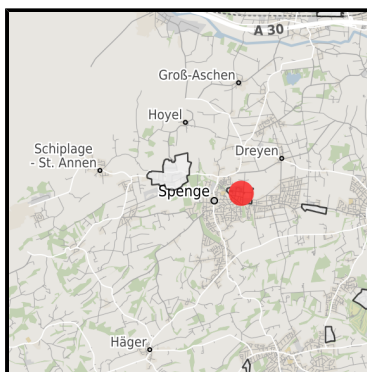 A 30
Groß-Aschen
Hoyel
Schiplage
- St. Annen
Dreyen
Spenge
Häger